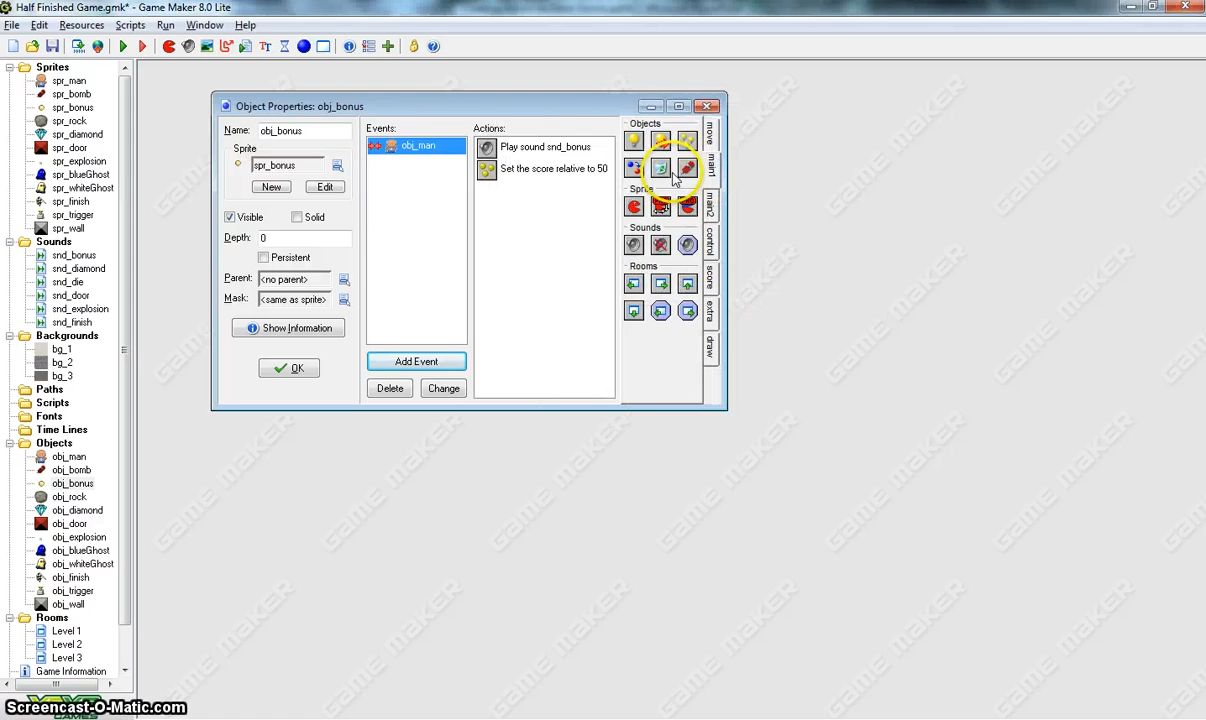 Half Finished Game.gmk* - Game Maker 8.0 Lite
File Edit Resources Scripts Run Window Help
Sprites
spr_man
spr_bomb
spr_bonus
spr_rock
spr_diamond
spr_door
spr_explosion
spr_blueGhost
spr_whiteGhost
spr_finish
spr_trigger
spr_wall
Sounds
snd_bonus
snd_diamond
snd_die
snd_door
snd_explosion
snd_finish
Backgrounds
bg_1
bg_2
bg_3
Paths
Scripts
Fonts
Time Lines
Objects
obj_man
obj_bomb
obj_bonus
obj_rock
obj_diamond
obj_door
obj_explosion
obj_blueGhost
obj_whiteGhost
obj_finish
obj_trigger
obj_wall
Rooms
Level 1
Level 2
Level 3
Game Information
Object Properties: obj_bonus
Name: obj_bonus
Sprite
spr_bonus
New Edit
Visible Solid
Depth: 0
Persistent
Parent: <no parent>
Mask: <same as sprite>
Show Information
OK
Events:
obj_man
Add Event
Delete Change
Actions:
Play sound snd_bonus
Set the score relative to 50
Objects
Sprite
Sounds
Rooms
move
main1
main2
control
score
extra
draw
GAME MAKER
Screencast-O-Matic.com